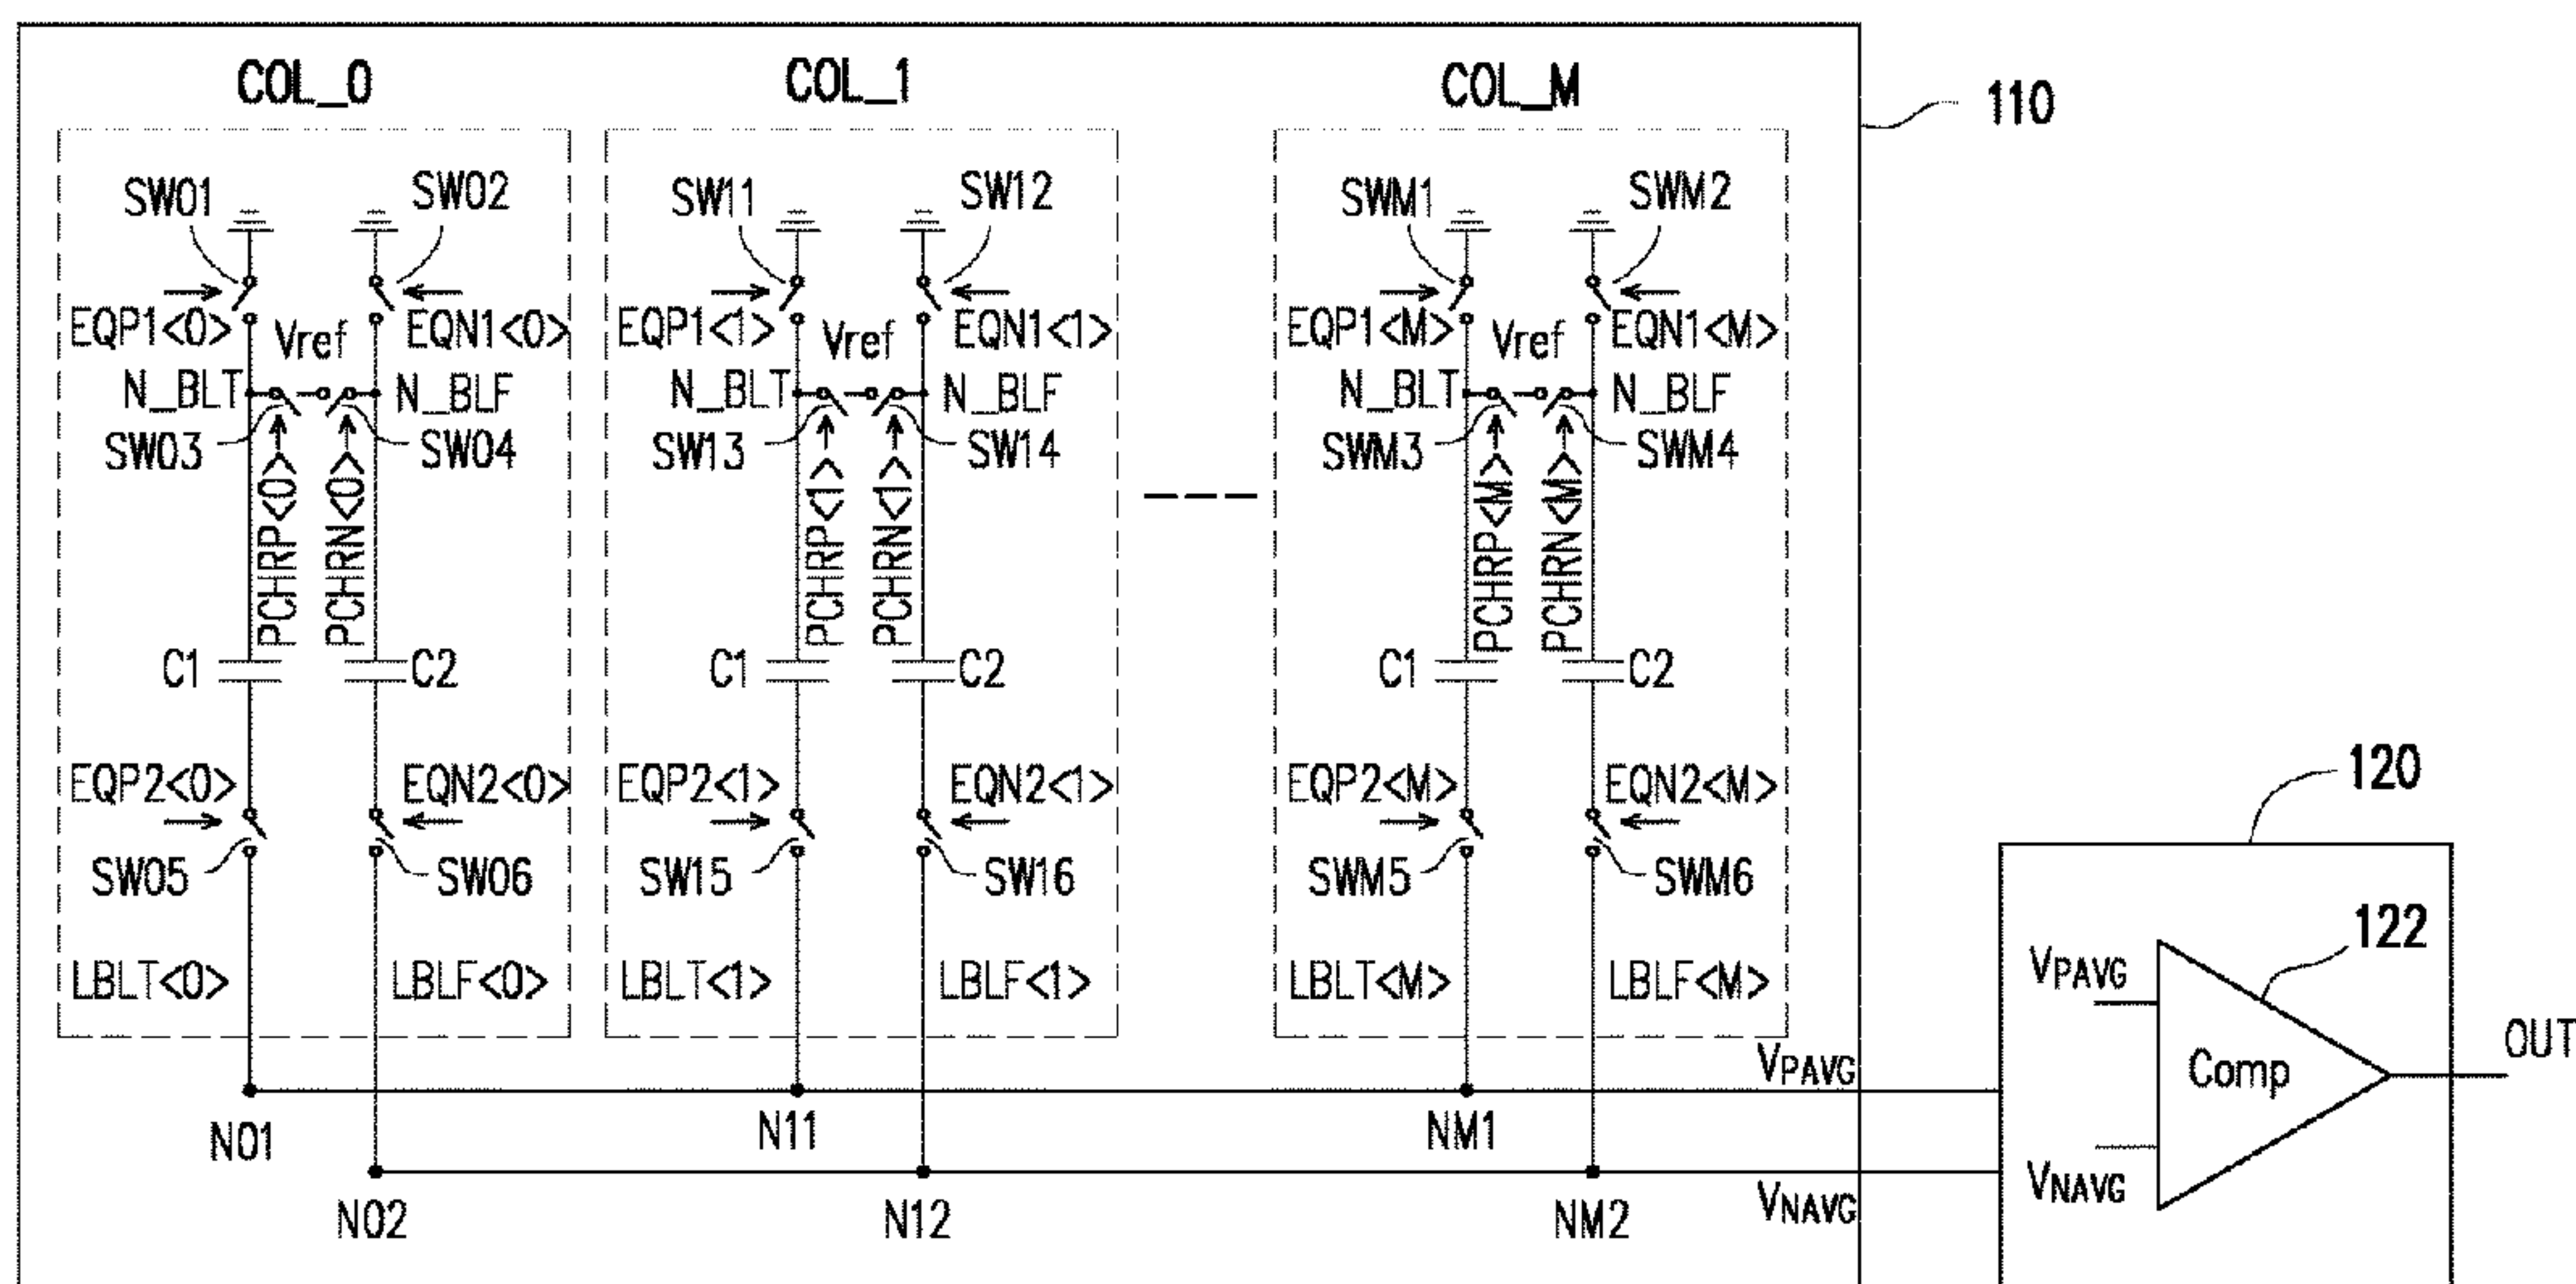 COL_0 COL_1 COL_M 110
SW01 SW02 SW11 SW12 SWM1 SWM2
EQP1<0> EQN1<0> EQP1<1> EQN1<1> EQP1<M> EQN1<M>
Vref Vref Vref
N_BLT N_BLF N_BLT N_BLF N_BLT N_BLF
SW03 SW04 SW13 SW14 SWM3 SWM4
PCHRP<0> PCHRN<0> PCHRP<1> PCHRN<1> PCHRP<M> PCHRN<M>
C1 C2 C1 C2 C1 C2
EQP2<0> EQN2<0> EQP2<1> EQN2<1> EQP2<M> EQN2<M> 120
SW05 SW06 SW15 SW16 SWM5 SWM6
122
LBLT<0> LBLF<0> LBLT<1> LBLF<1> LBLT<M> LBLF<M> VPAVG
VPAVG Comp OUT
N01 N11 NM1
VNAVG VNAVG
N02 N12 NM2